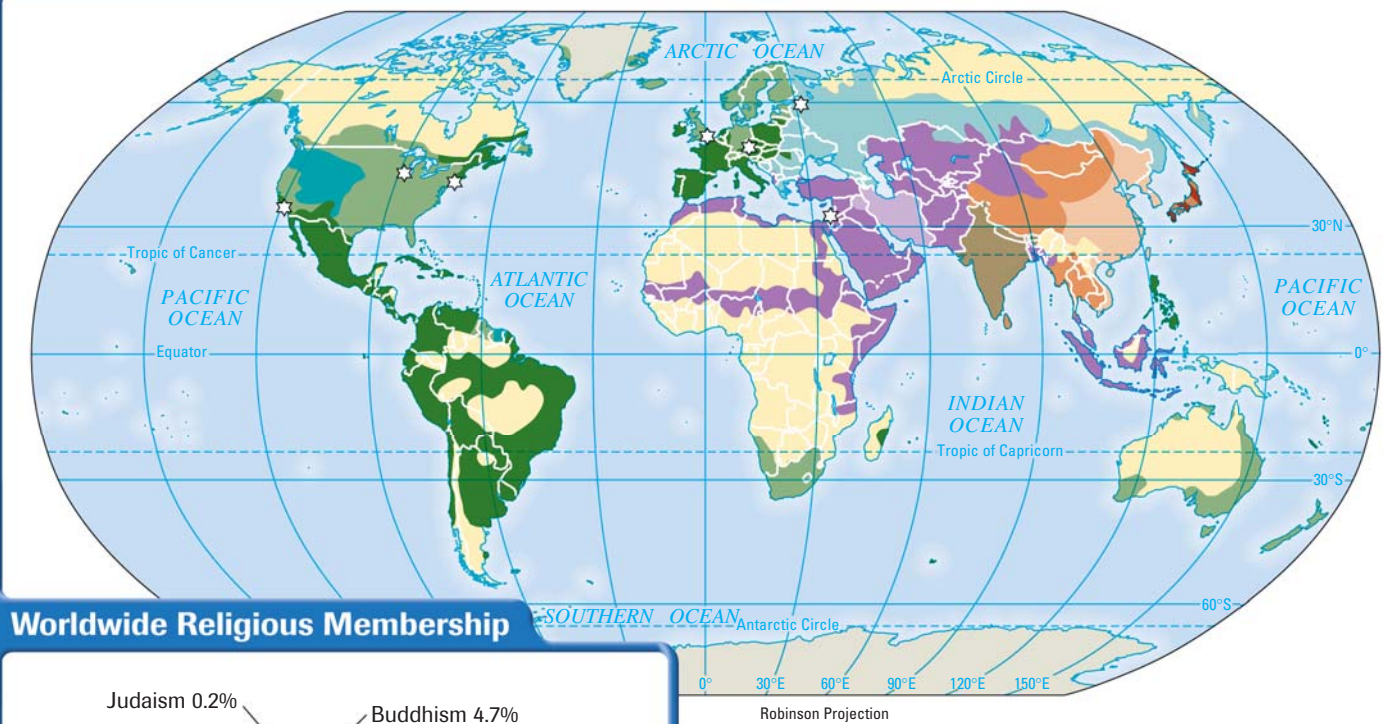 ARCTIC OCEAN
Arctic Circle
30°N
Tropic of Cancer
ATLANTIC
OCEAN
PACIFIC
OCEAN
PACIFIC
OCEAN
Equator
0°
INDIAN
OCEAN
Tropic of Capricorn
30°S
60°S
SOUTHERN OCEAN
Antarctic Circle
Worldwide Religious Membership
0° 30°E 60°E 90°E 120°E 150°E
Judaism 0.2%
Buddhism 4.7%
Robinson Projection